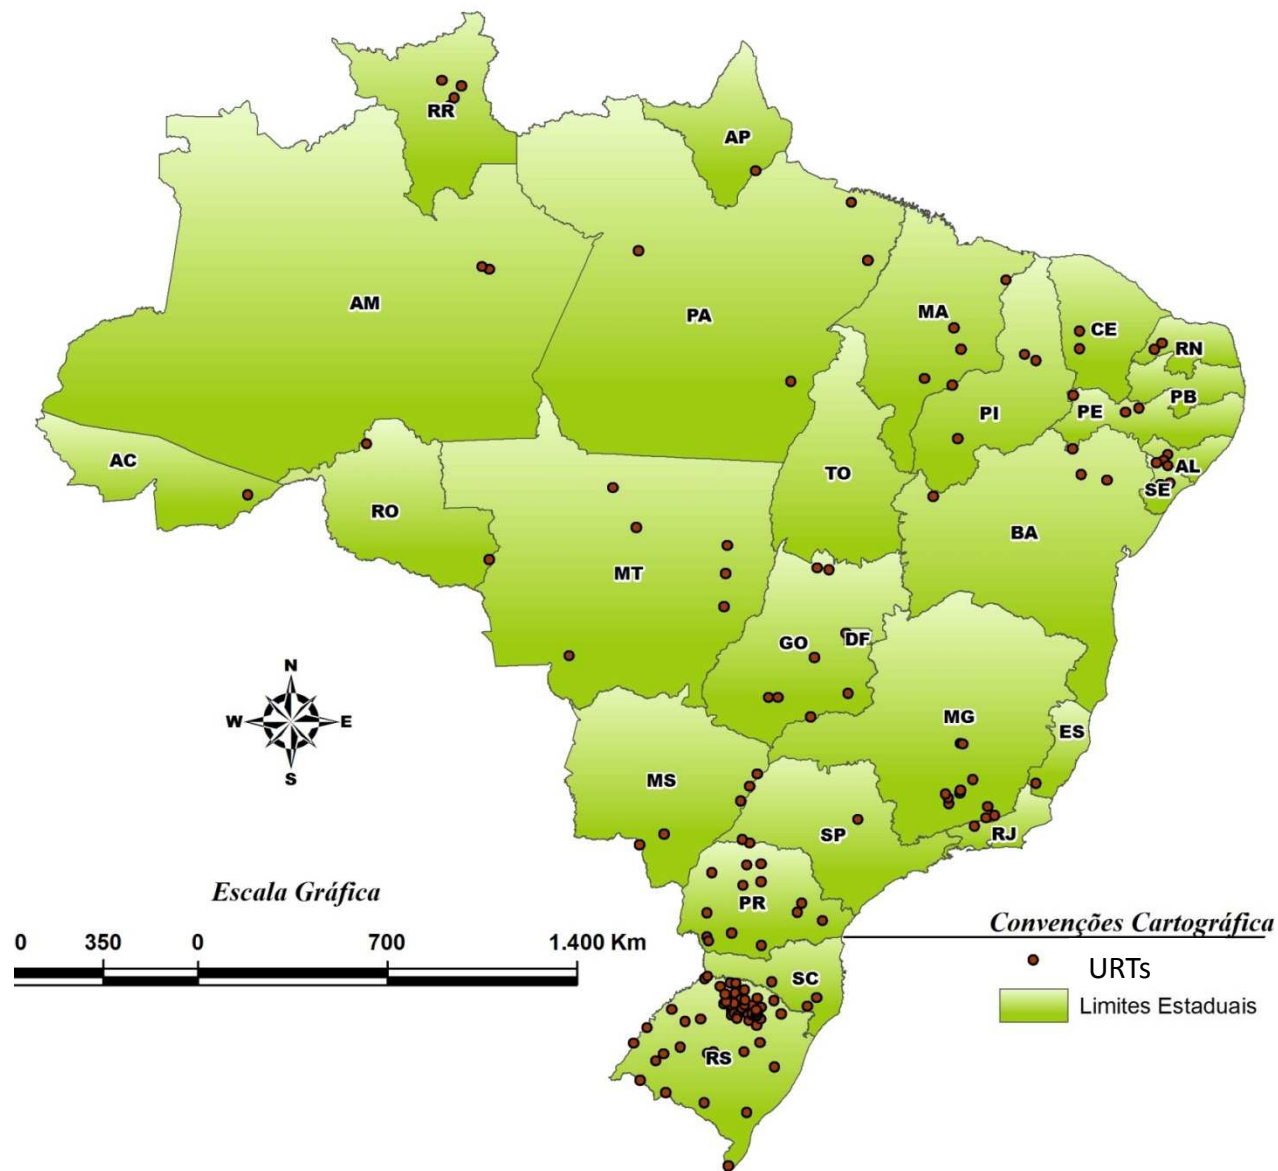 RR
AP
AM
PA
MA
CE
RN
PB
PE
PI
AL
SE
AC
RO
TO
BA
MT
GO
DF
N
W
E
S
MG
ES
MS
SP
RJ
Escala Gráfica
PR
Convenções Cartográfica
0 350 0 700 1.400 Km
SC
URTs
Limites Estaduais
RS